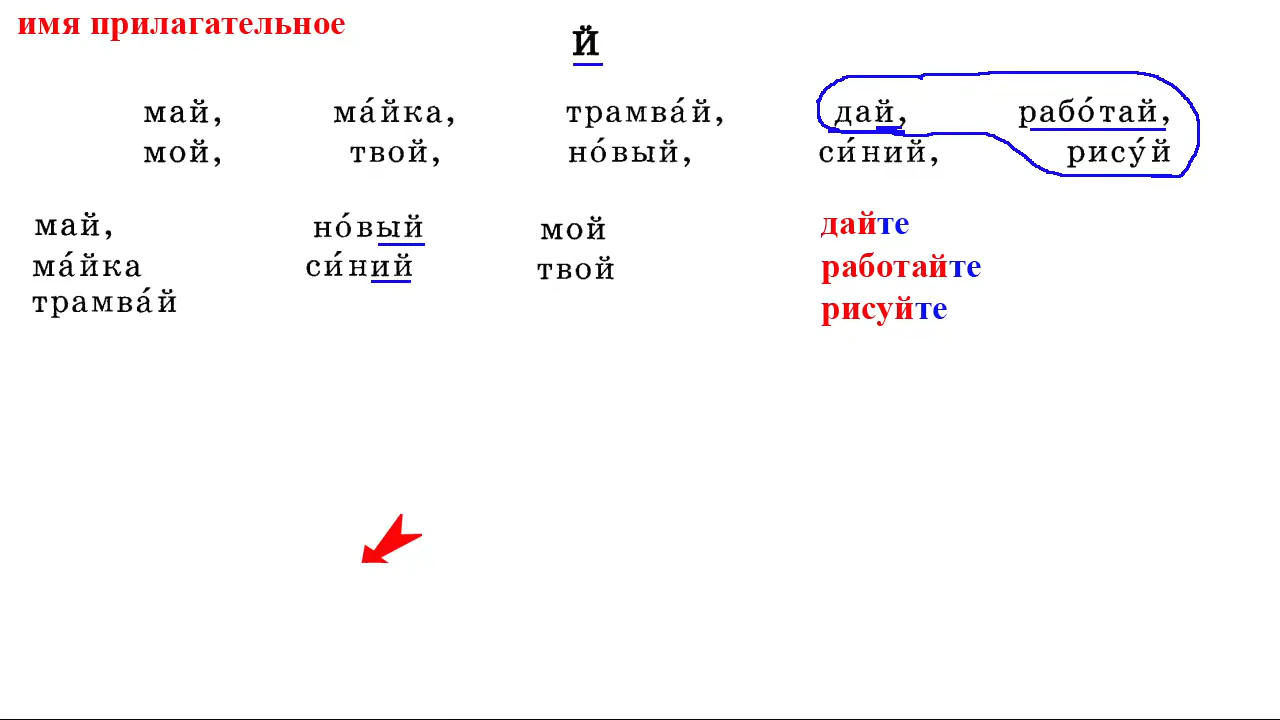 имя прилагательное
Й
май, ма́йка, трамва́й, дай, рабо́тай,
мой, твой, но́вый, си́ний, рису́й
май, но́вый мой дайте
ма́йка си́ний твой работайте
трамва́й рисуйте